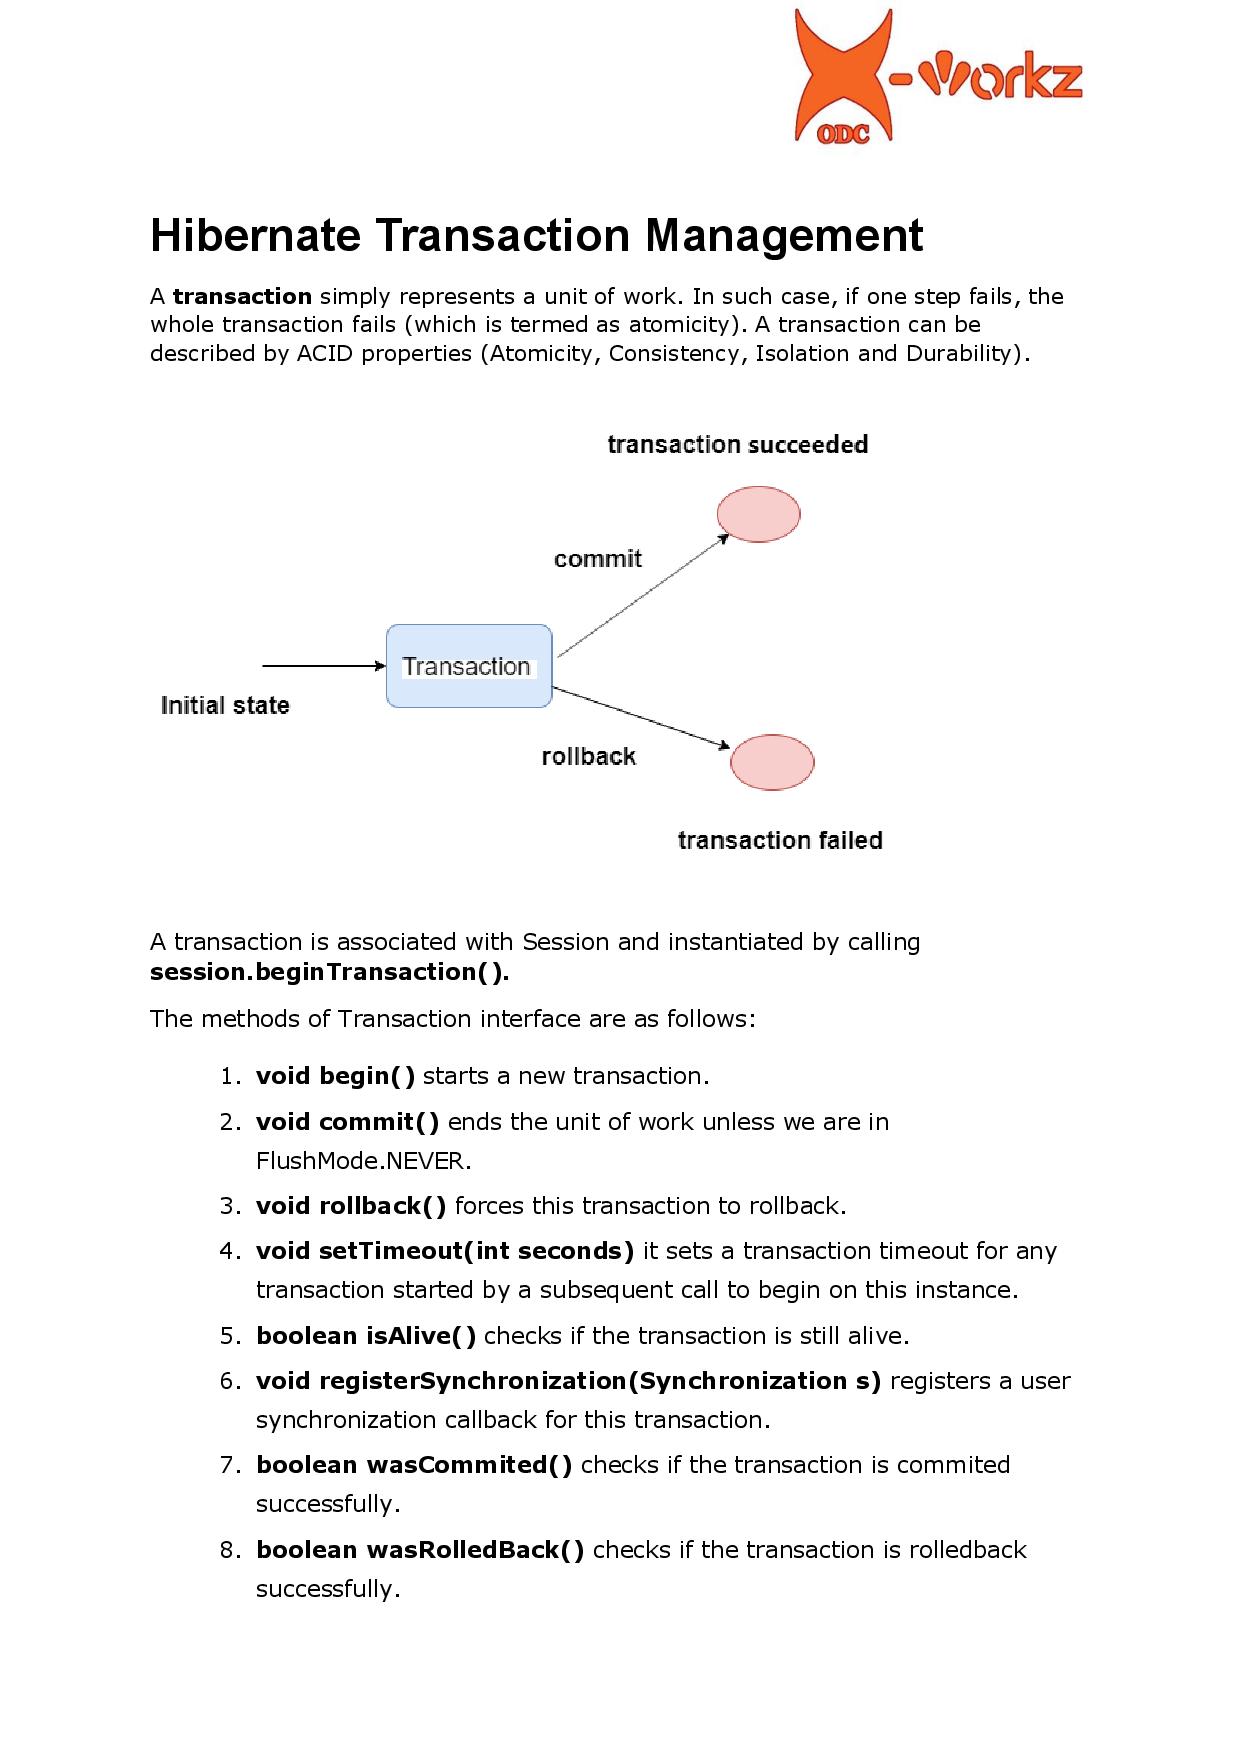 X-workz
ODC
Hibernate Transaction Management
A transaction simply represents a unit of work. In such case, if one step fails, the
whole transaction fails (which is termed as atomicity). A transaction can be
described by ACID properties (Atomicity, Consistency, Isolation and Durability).
transaction succeeded
commit
Transaction
Initial state
rollback
transaction failed
A transaction is associated with Session and instantiated by calling
session.beginTransaction().
The methods of Transaction interface are as follows:
1. void begin() starts a new transaction.
2. void commit() ends the unit of work unless we are in
FlushMode.NEVER.
3. void rollback() forces this transaction to rollback.
4. void setTimeout(int seconds) it sets a transaction timeout for any
transaction started by a subsequent call to begin on this instance.
5. boolean isAlive() checks if the transaction is still alive.
6. void registerSynchronization(Synchronization s) registers a user
synchronization callback for this transaction.
7. boolean wasCommited() checks if the transaction is commited
successfully.
8. boolean wasRolledBack() checks if the transaction is rolledback
successfully.